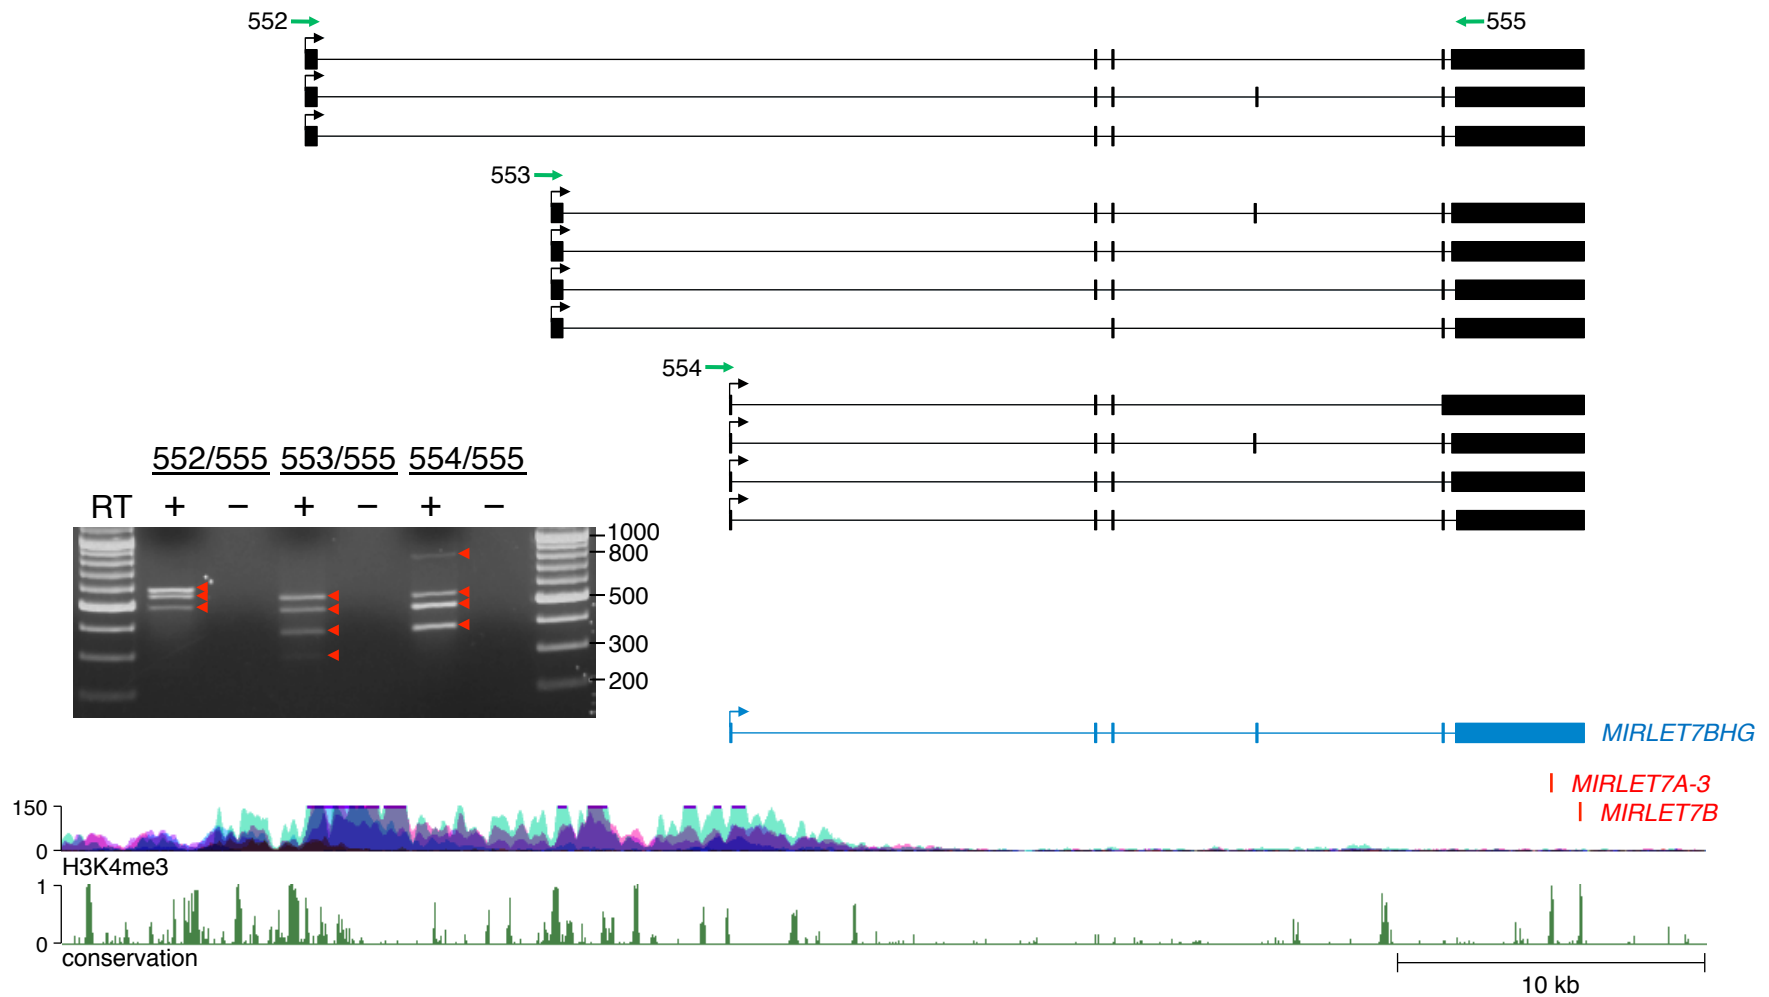 552
555
553
554
552/555 553/555 554/555
RT + – + – + –
1000
800
500
300
200
MIRLET7BHG
MIRLET7A-3
MIRLET7B
150
0
H3K4me3
1
0
conservation
10 kb